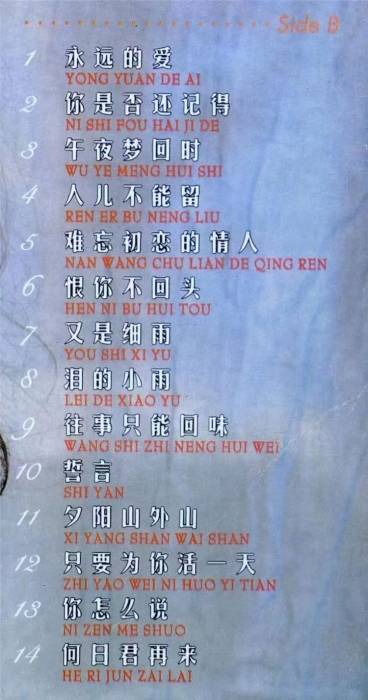 Side B
1 永远的爱
YONG YUAN DE AI
2 你是否还记得
NI SHI FOU HAI JI DE
3 午夜梦回时
WU YE MENG HUI SHI
4 人儿不能留
REN ER BU NENG LIU
5 难忘初恋的情人
NAN WANG CHU LIAN DE QING REN
6 恨你不回头
HEN NI BU HUI TOU
7 又是细雨
YOU SHI XI YU
8 泪的小雨
LEI DE XIAO YU
9 往事只能回味
WANG SHI ZHI NENG HUI WEI
10 誓言
SHI YAN
11 夕阳山外山
XI YANG SHAN WAI SHAN
12 只要为你活一天
ZHI YAO WEI NI HUO YI TIAN
13 你怎么说
NI ZEN ME SHUO
14 何日君再来
HE RI JUN ZAI LAI